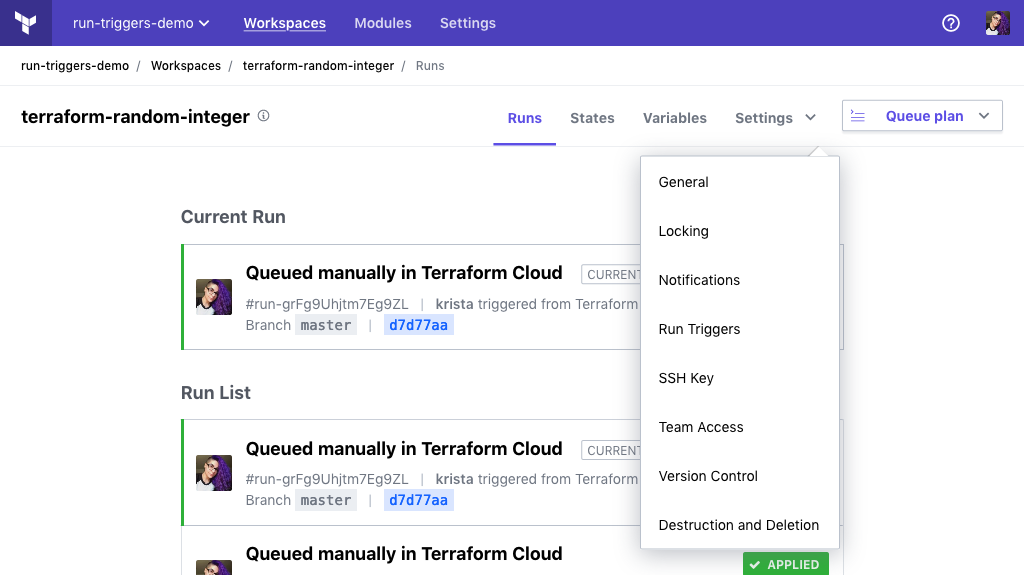 run-triggers-demo Workspaces Modules Settings
run-triggers-demo / Workspaces / terraform-random-integer / Runs
terraform-random-integer Runs States Variables Settings Queue plan
General
Locking
Notifications
Run Triggers
SSH Key
Team Access
Version Control
Destruction and Deletion
Current Run
Queued manually in Terraform Cloud CURRENT
#run-grFg9Uhjtm7Eg9ZL | krista triggered from Terraform
Branch master | d7d77aa
Run List
Queued manually in Terraform Cloud CURRENT
#run-grFg9Uhjtm7Eg9ZL | krista triggered from Terraform
Branch master | d7d77aa
Queued manually in Terraform Cloud
✓ APPLIED